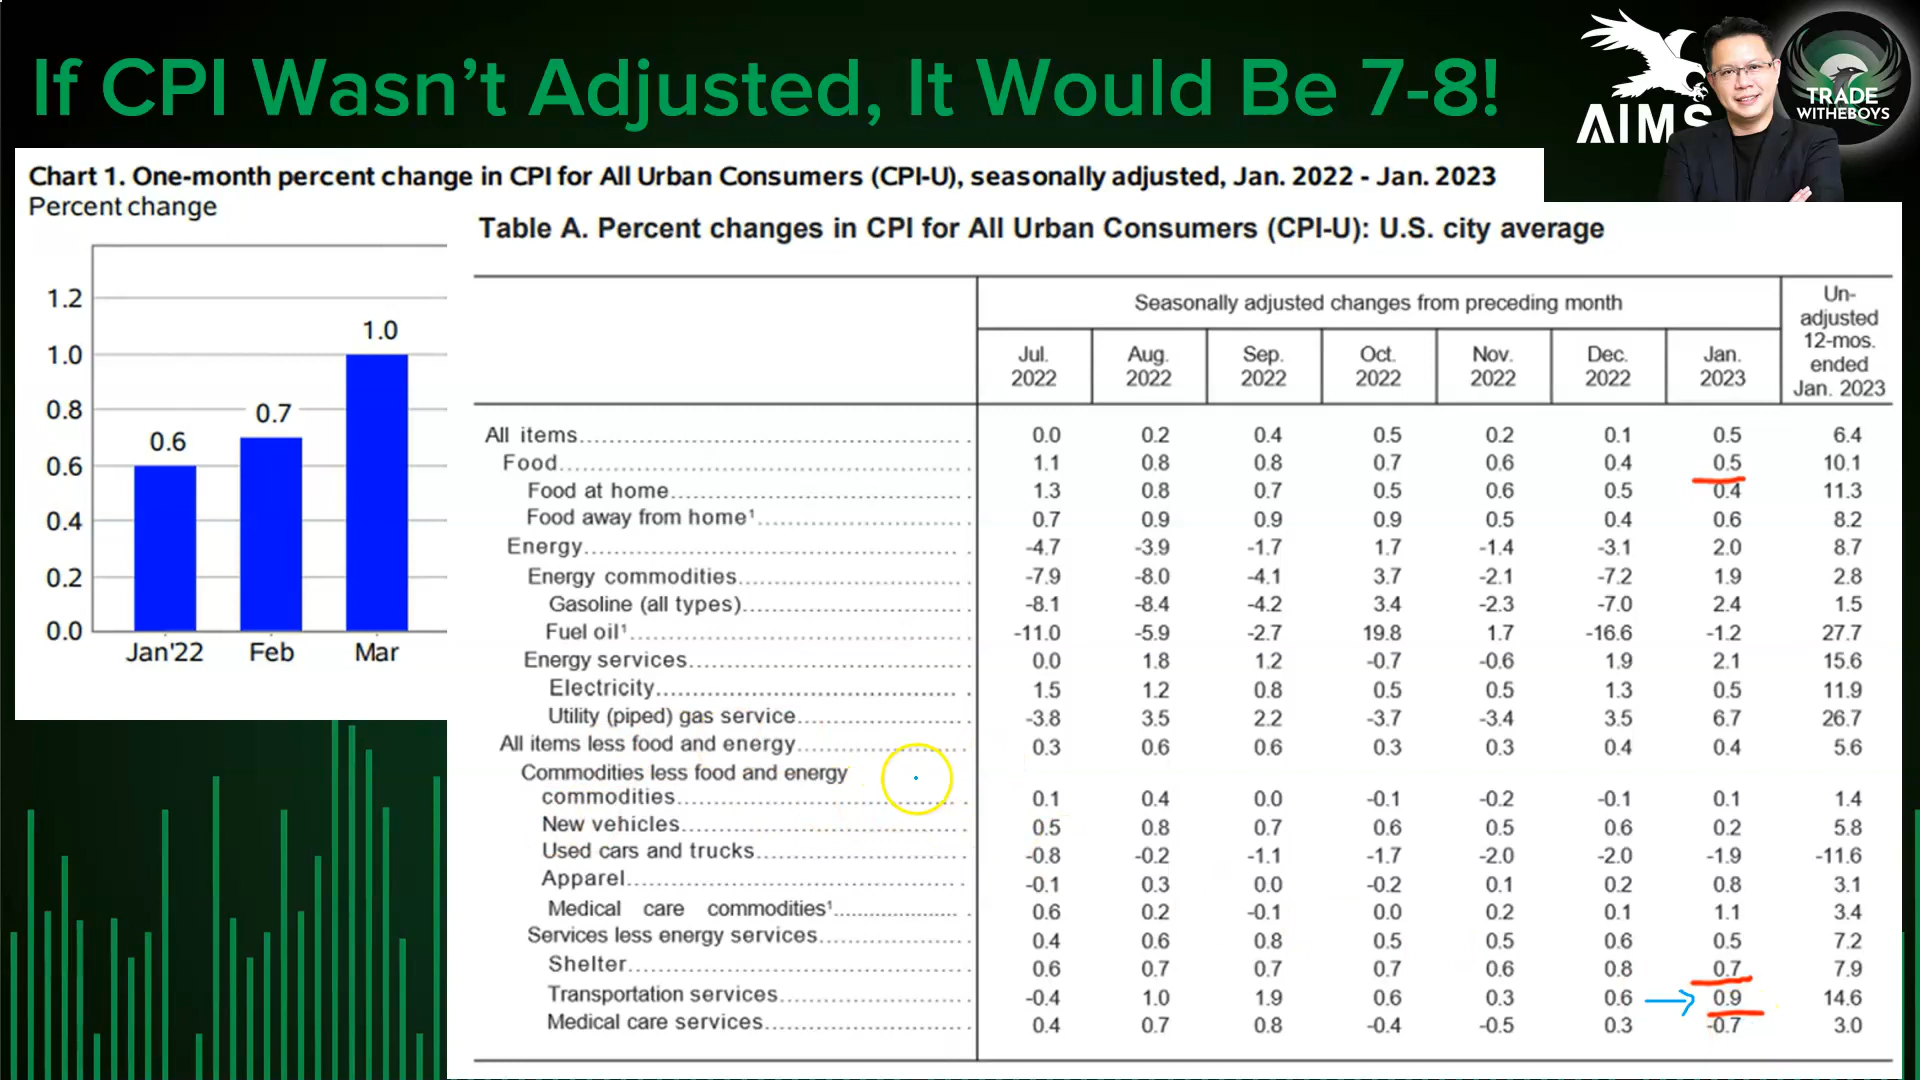 If CPI Wasn't Adjusted, It Would Be 7-8!
AIMS
TRADE
WITHEBOYS
Chart 1. One-month percent change in CPI for All Urban Consumers (CPI-U), seasonally adjusted, Jan. 2022 - Jan. 2023
Percent change
1.2
1.0
0.8
0.6
0.4
0.2
0.0
0.6
0.7
1.0
Jan'22 Feb Mar
Table A. Percent changes in CPI for All Urban Consumers (CPI-U): U.S. city average
Seasonally adjusted changes from preceding month
Un-
adjusted
12-mos.
ended
Jan. 2023
Jul. Aug. Sep. Oct. Nov. Dec. Jan.
2022 2022 2022 2022 2022 2022 2023
All items 0.0 0.2 0.4 0.5 0.2 0.1 0.5 6.4
Food 1.1 0.8 0.8 0.7 0.6 0.4 0.5 10.1
Food at home 1.3 0.8 0.7 0.5 0.6 0.5 0.4 11.3
Food away from home¹ 0.7 0.9 0.9 0.9 0.5 0.4 0.6 8.2
Energy -4.7 -3.9 -1.7 1.7 -1.4 -3.1 2.0 8.7
Energy commodities -7.9 -8.0 -4.1 3.7 -2.1 -7.2 1.9 2.8
Gasoline (all types) -8.1 -8.4 -4.2 3.4 -2.3 -7.0 2.4 1.5
Fuel oil¹ -11.0 -5.9 -2.7 19.8 1.7 -16.6 -1.2 27.7
Energy services 0.0 1.8 1.2 -0.7 -0.6 1.9 2.1 15.6
Electricity 1.5 1.2 0.8 0.5 0.5 1.3 0.5 11.9
Utility (piped) gas service -3.8 3.5 2.2 -3.7 -3.4 3.5 6.7 26.7
All items less food and energy 0.3 0.6 0.6 0.3 0.3 0.4 0.4 5.6
Commodities less food and energy
commodities 0.1 0.4 0.0 -0.1 -0.2 -0.1 0.1 1.4
New vehicles 0.5 0.8 0.7 0.6 0.5 0.6 0.2 5.8
Used cars and trucks -0.8 -0.2 -1.1 -1.7 -2.0 -2.0 -1.9 -11.6
Apparel -0.1 0.3 0.0 -0.2 0.1 0.2 0.8 3.1
Medical care commodities¹ 0.6 0.2 -0.1 0.0 0.2 0.1 1.1 3.4
Services less energy services 0.4 0.6 0.8 0.5 0.5 0.6 0.5 7.2
Shelter 0.6 0.7 0.7 0.7 0.6 0.8 0.7 7.9
Transportation services -0.4 1.0 1.9 0.6 0.3 0.6 0.9 14.6
Medical care services 0.4 0.7 0.8 -0.4 -0.5 0.3 -0.7 3.0